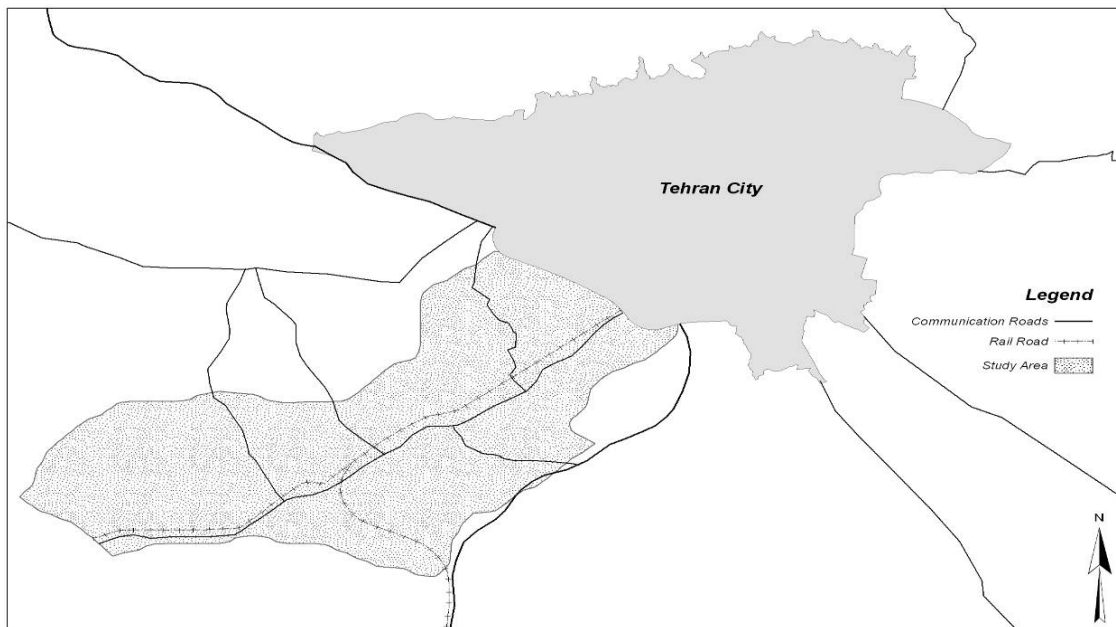 Tehran City
Legend
Communication Roads
Rail Road
Study Area
N